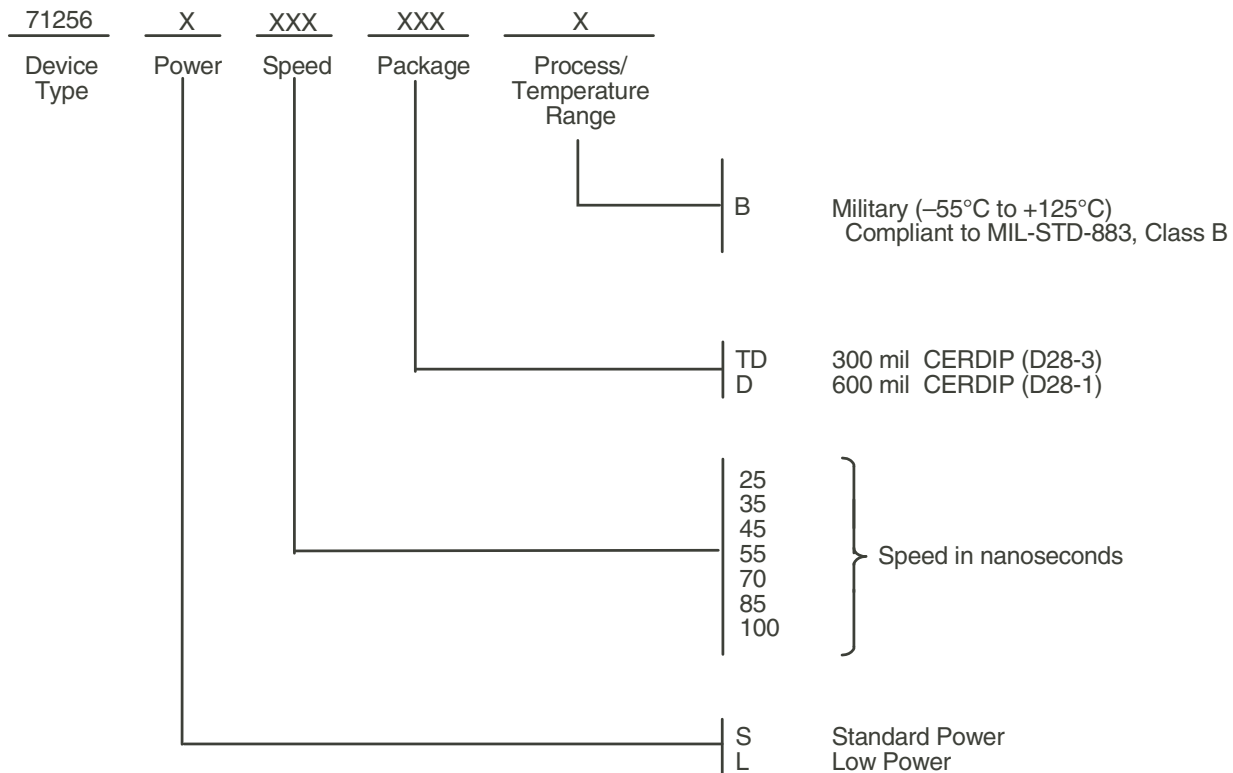 71256 X XXX XXX X
Device Type Power Speed Package Process/ Temperature Range
B Military (–55°C to +125°C)
Compliant to MIL-STD-883, Class B
TD 300 mil CERDIP (D28-3)
D 600 mil CERDIP (D28-1)
25
35
45
55
70
85
100
Speed in nanoseconds
S Standard Power
L Low Power